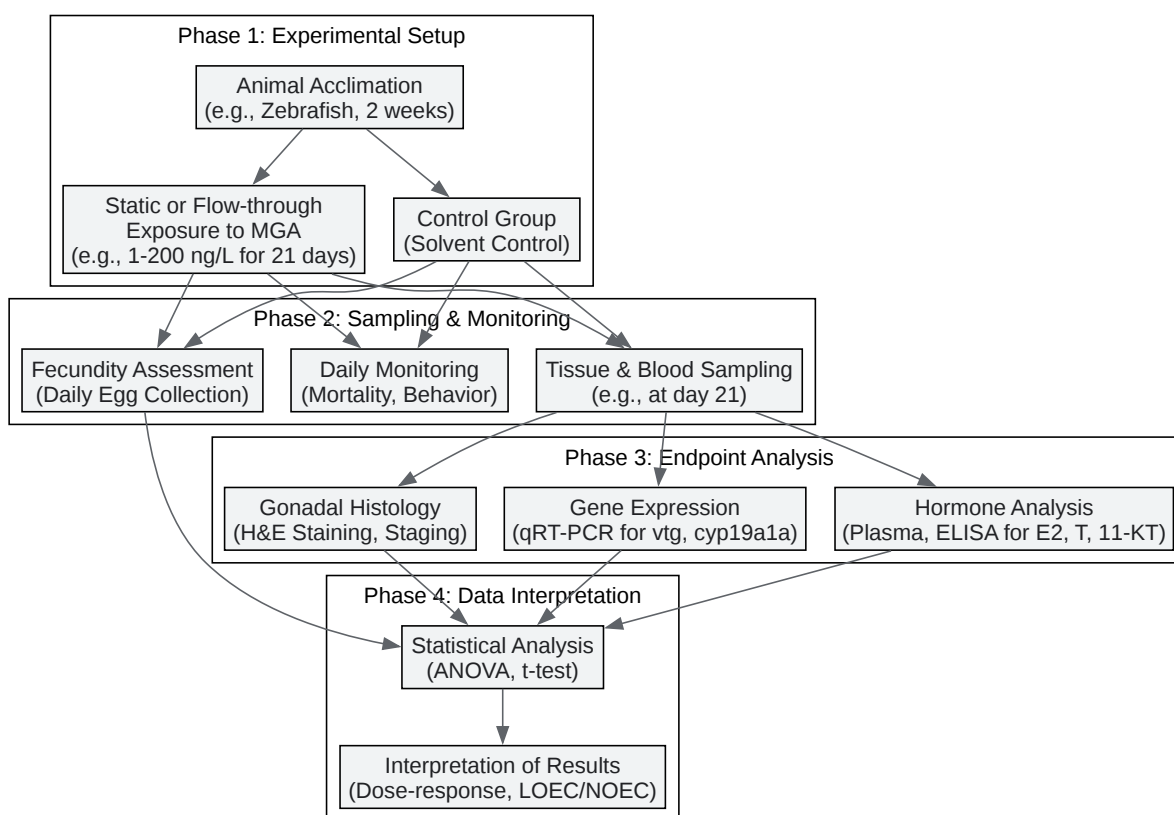 Phase 1: Experimental Setup
Animal Acclimation
(e.g., Zebrafish, 2 weeks)
Static or Flow-through
Exposure to MGA
(e.g., 1-200 ng/L for 21 days)
Control Group
(Solvent Control)
Phase 2: Sampling & Monitoring
Fecundity Assessment
(Daily Egg Collection)
Daily Monitoring
(Mortality, Behavior)
Tissue & Blood Sampling
(e.g., at day 21)
Phase 3: Endpoint Analysis
Gonadal Histology
(H&E Staining, Staging)
Gene Expression
(qRT-PCR for vtg, cyp19a1a)
Hormone Analysis
(Plasma, ELISA for E2, T, 11-KT)
Phase 4: Data Interpretation
Statistical Analysis
(ANOVA, t-test)
Interpretation of Results
(Dose-response, LOEC/NOEC)